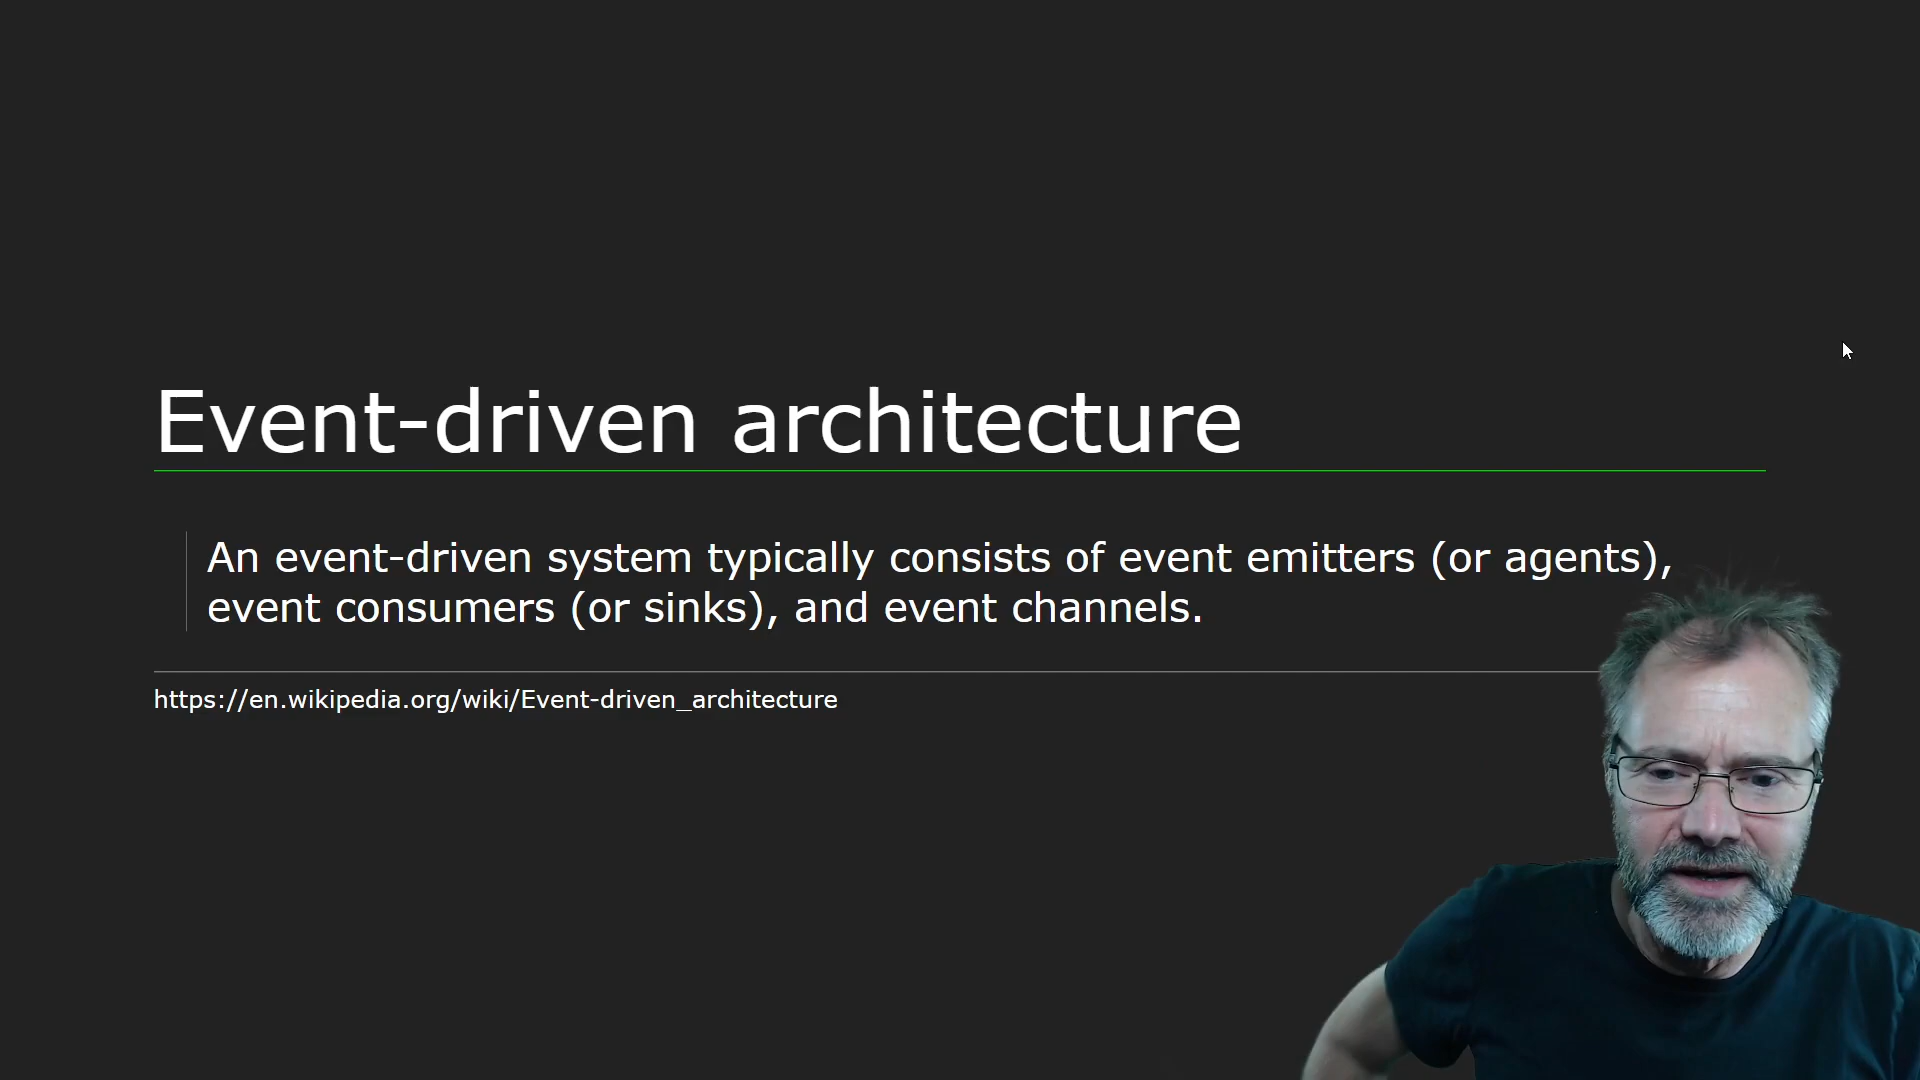 Event-driven architecture
An event-driven system typically consists of event emitters (or agents),
event consumers (or sinks), and event channels.
https://en.wikipedia.org/wiki/Event-driven_architecture